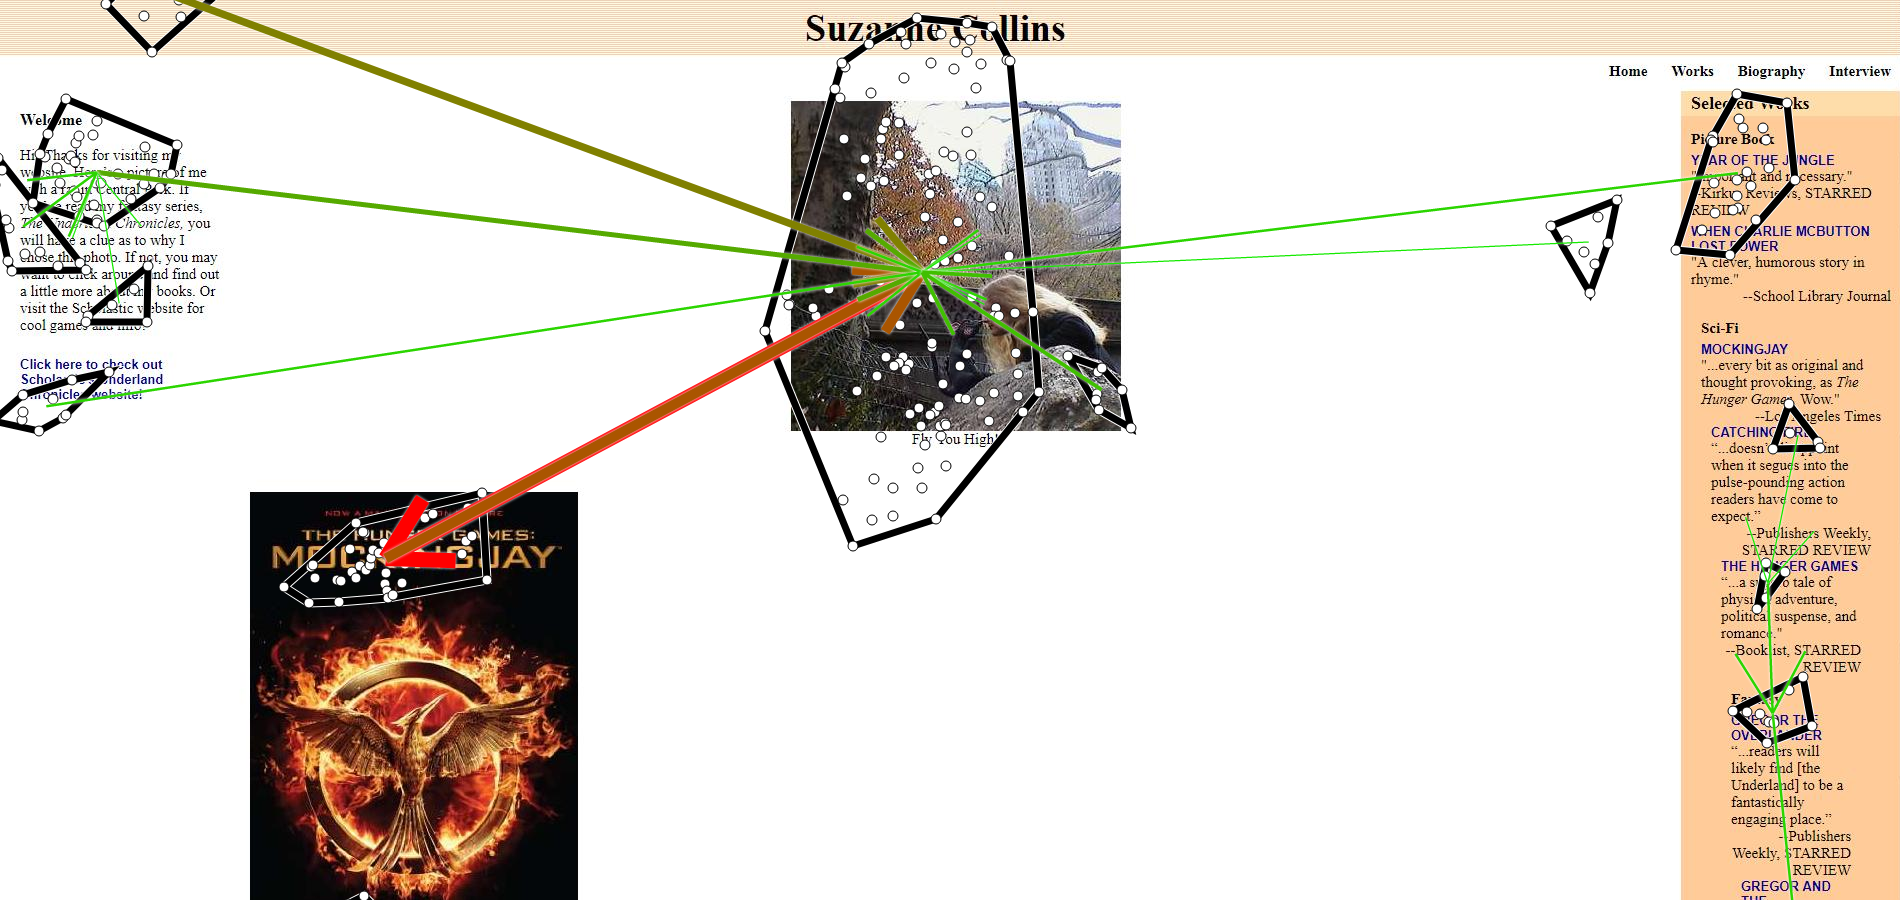 Suzanne Collins
Home Works Biography Interview
Welcome
Hi! Thanks for visiting my
website. Here's a picture of me
with a rat in Central Park. If
you've read my fantasy series,
The Underland Chronicles, you
will have a clue as to why I
chose this photo. If not, you may
want to click around and find out
a little more about my books. Or
visit the Scholastic website for
cool games and info.
Click here to check out
Scholastic's Underland
Chronicles website!
Fly You High!
NOW A MAJOR MOTION PICTURE
THE HUNGER GAMES:
MOCKINGJAY
Selected Works
Picture Book
YEAR OF THE JUNGLE
"Important and necessary."
--Kirkus Reviews, STARRED
REVIEW
WHEN CHARLIE MCBUTTON
LOST POWER
"A clever, humorous story in
rhyme."
--School Library Journal
Sci-Fi
MOCKINGJAY
"...every bit as original and
thought provoking, as The
Hunger Games. Wow."
--Los Angeles Times
CATCHING FIRE
“...doesn’t disappoint
when it segues into the
pulse-pounding action
readers have come to
expect.”
--Publishers Weekly,
STARRED REVIEW
THE HUNGER GAMES
“...a superb tale of
physical adventure,
political suspense, and
romance."
--Booklist, STARRED
REVIEW
Fantasy
GREGOR THE
OVERLANDER
“...readers will
likely find [the
Underland] to be a
fantastically
engaging place.”
--Publishers
Weekly, STARRED
REVIEW
GREGOR AND
THE